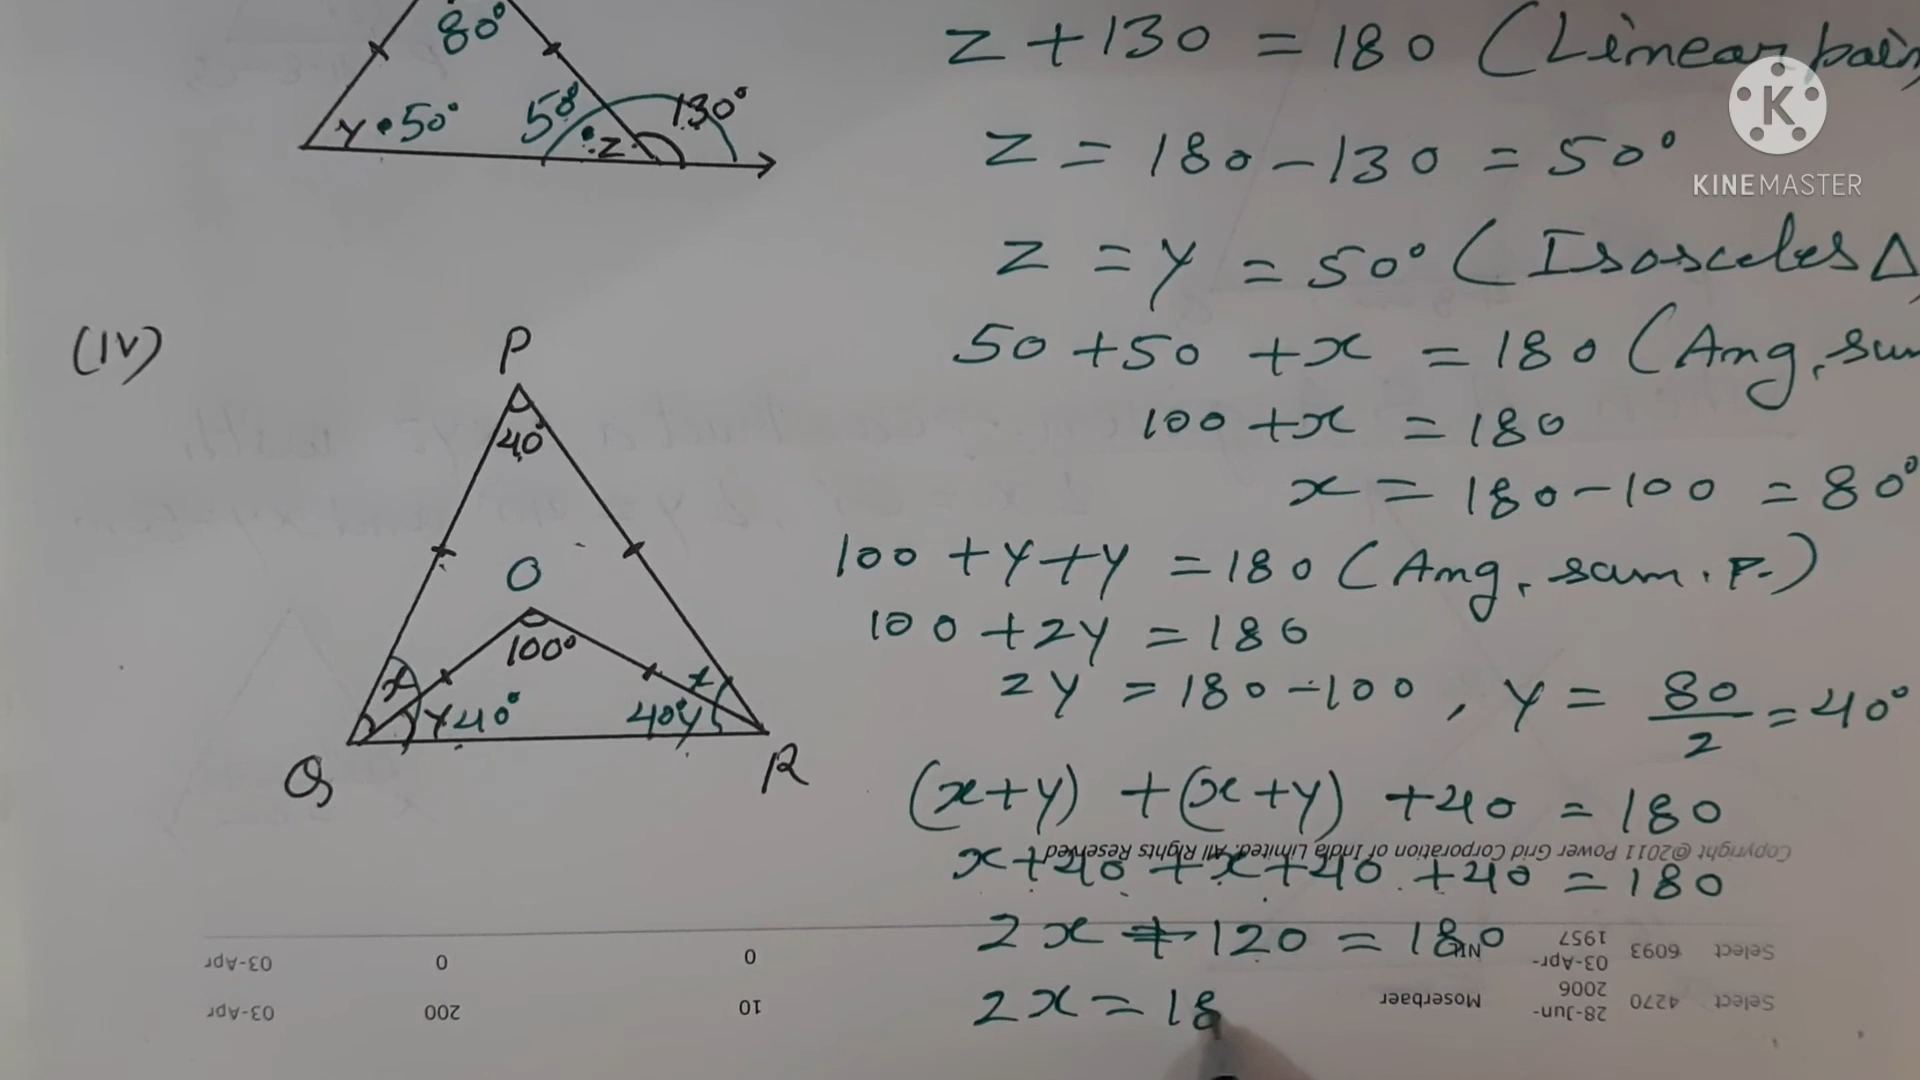 80°
y • 50°
50°
z
130°
z + 130 = 180 (Linear pair)
z = 180 - 130 = 50°
z = y = 50° (Isosceles Δ
50 + 50 + x = 180 (Ang. sum
100 + x = 180
x = 180 - 100 = 80°
KINEMASTER
(IV)
P
40°
O
100°
x
y 40°
x
40° y
Q
R
100 + y + y = 180 (Ang. sum. P.)
100 + 2y = 180
2y = 180 - 100 , y = 80/2 = 40°
(x + y) + (x + y) + 40 = 180
x + 40 + x + 40 + 40 = 180
2x + 120 = 180
2x = 18
Copyright @2011 Power Grid Corporation of India Limited. All Rights Reserved
Select 4270 28-Jun-2006 Moserbaer 10 200 03-Apr
Select 6093 03-Apr-1957 0 0 03-Apr